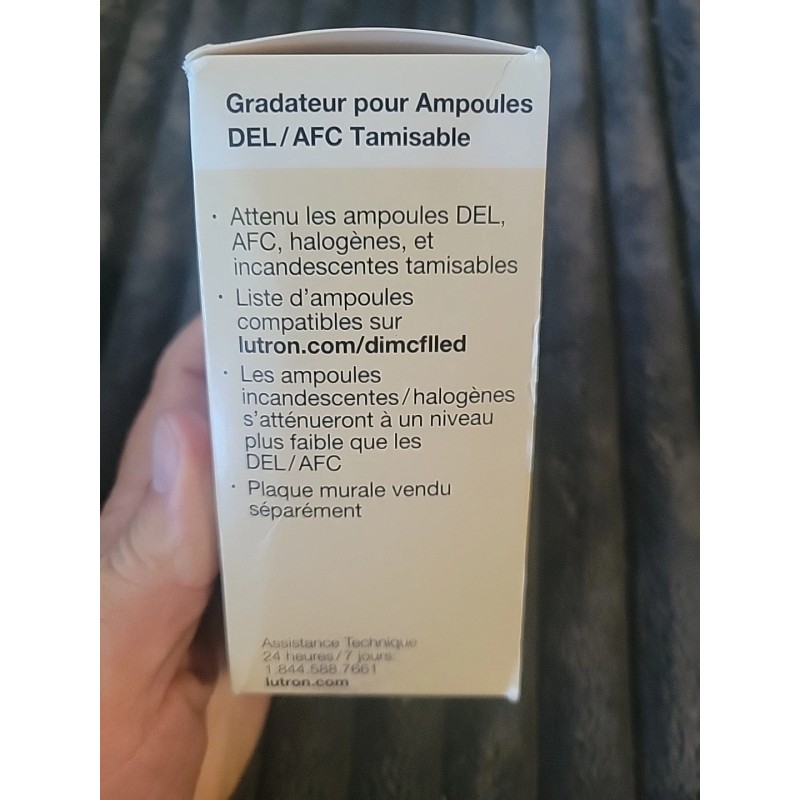 Gradateur pour Ampoules
DEL/AFC Tamisable
· Attenu les ampoules DEL,
AFC, halogènes, et
incandescentes tamisables
· Liste d'ampoules
compatibles sur
lutron.com/dimcflled
· Les ampoules
incandescentes/halogènes
s'atténueront à un niveau
plus faible que les
DEL/AFC
· Plaque murale vendu
séparément
Assistance Technique
24 heures/7 jours:
1.844.588.7661
lutron.com